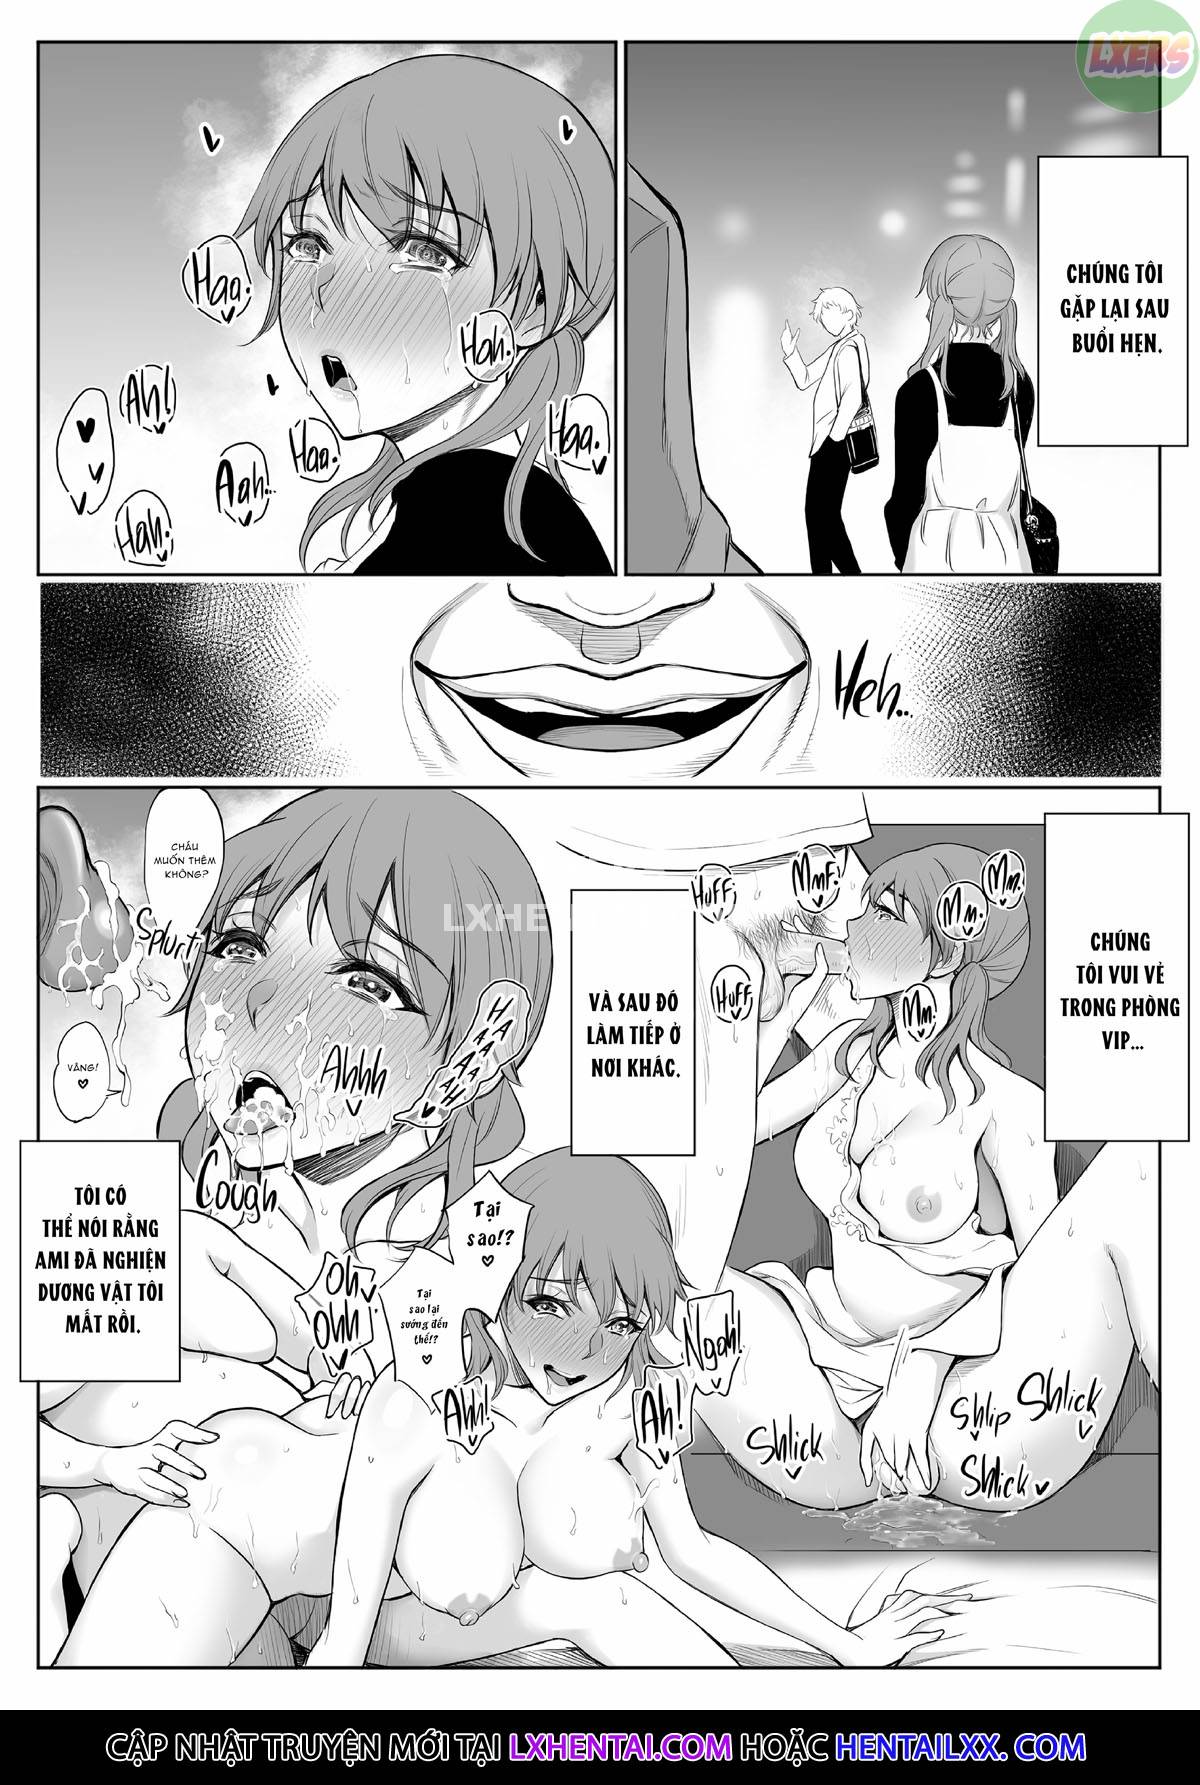 LXERS
CHÚNG TÔI
GẶP LẠI SAU
BUỔI HẸN.
Haa.
Hah.
Ah!
Haa.
Haa.
Aah!..
Hah.
Heh...
CHÚNG
TÔI VUI VẺ
TRONG PHÒNG
VIP...
Huff
Mmf!
Mm.
Mm.
Huff
Mm!
Shlick
Shlip
Shlick
Shlick
VÀ SAU ĐÓ
LÀM TIẾP Ở
NƠI KHÁC.
CHÁU
MUỐN THÊM
KHÔNG?
Splurt
VÂNG!
Ahhh
HAAAAAAH
Cough
LXHENTAI
TÔI CÓ
THỂ NÓI RẰNG
AMI ĐÃ NGHIỆN
DƯƠNG VẬT TÔI
MẤT RỒI.
Tại
sao!?
Tại
sao lại
sướng đến
thế!?
Oh
Ohh
Ahh!
Ah!
Ngah!
CẬP NHẬT TRUYỆN MỚI TẠI LXHENTAI.COM HOẶC HENTAILXX. COM